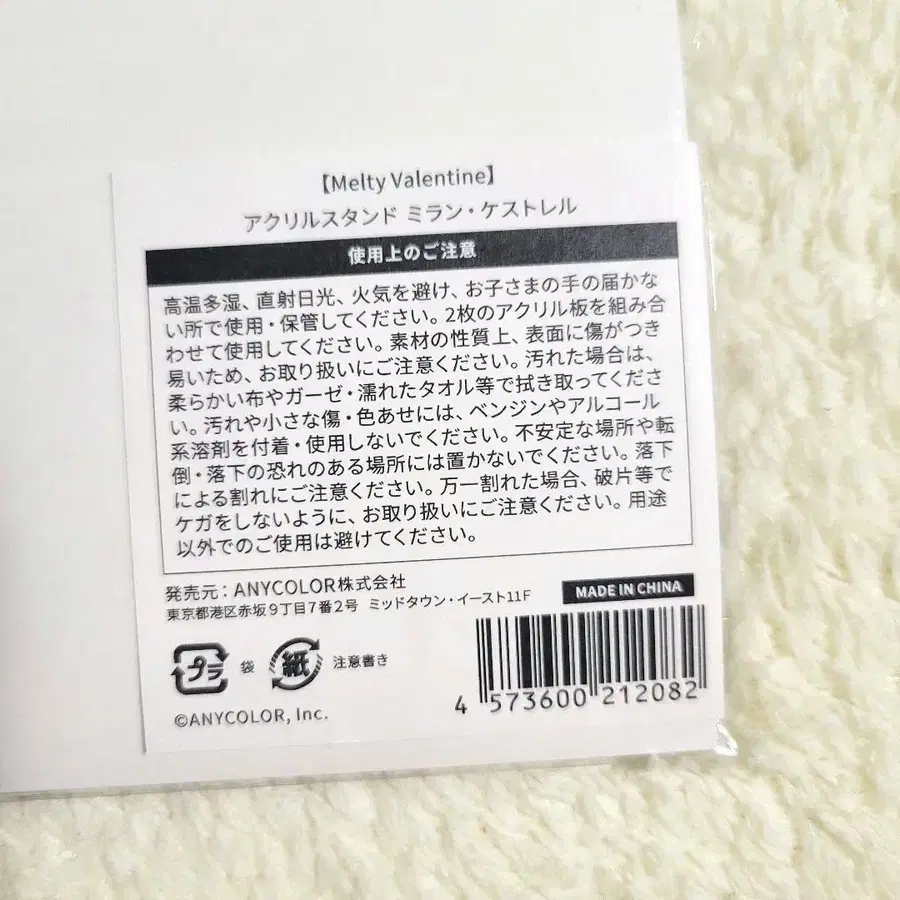 【Melty Valentine】
アクリルスタンド ミラン・ケストレル
使用上のご注意
高温多湿、直射日光、火気を避け、お子さまの手の届かな
い所で使用・保管してください。2枚のアクリル板を組み合
わせて使用してください。素材の性質上、表面に傷がつき
易いため、お取り扱いにご注意ください。汚れた場合は、
柔らかい布やガーゼ・濡れたタオル等で拭き取ってくださ
い。汚れや小さな傷・色あせには、ベンジンやアルコール
系溶剤を付着・使用しないでください。不安定な場所や転
倒・落下の恐れのある場所には置かないでください。落下
による割れにご注意ください。万一割れた場合、破片等で
ケガをしないように、お取り扱いにご注意ください。用途
以外でのご使用は避けてください。
発売元：ANYCOLOR株式会社
東京都港区赤坂9丁目7番2号 ミッドタウン・イースト11F
MADE IN CHINA
プラ 袋 紙 注意書き
©ANYCOLOR, Inc.
4 573600 212082